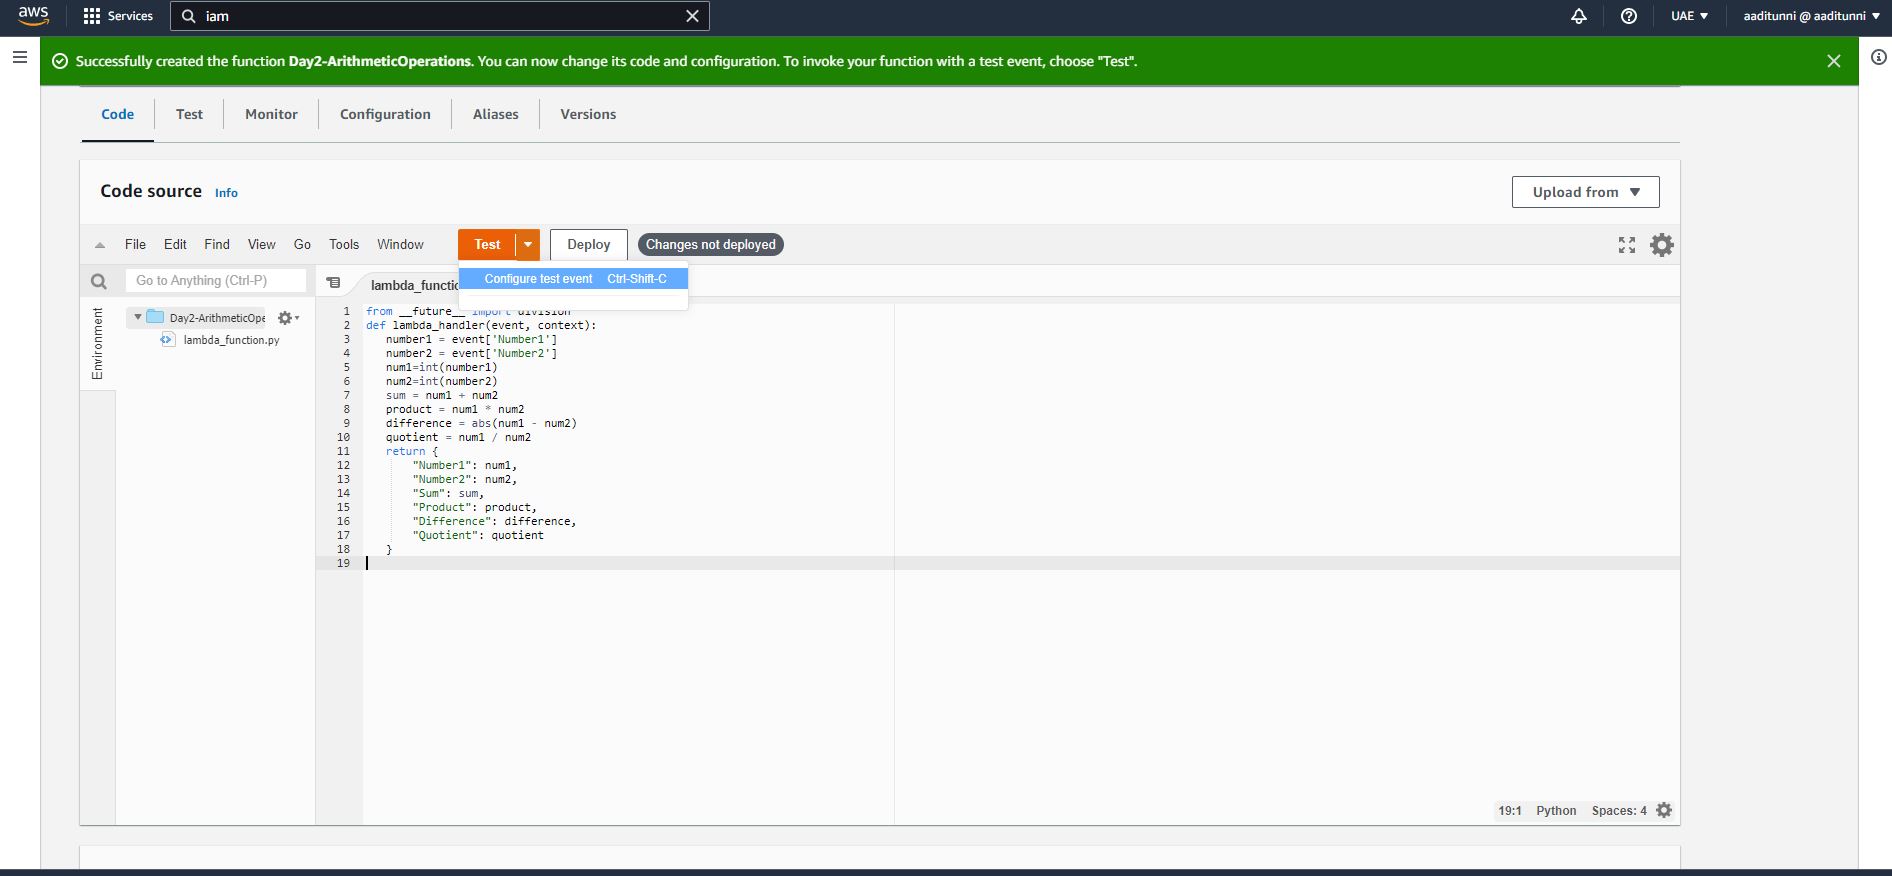 aws
Services
iam
UAE
aaditunni @ aaditunni
Successfully created the function Day2-ArithmeticOperations. You can now change its code and configuration. To invoke your function with a test event, choose "Test".
Code
Test
Monitor
Configuration
Aliases
Versions
Code source
Info
Upload from
File
Edit
Find
View
Go
Tools
Window
Test
Deploy
Changes not deployed
Configure test event Ctrl-Shift-C
Go to Anything (Ctrl-P)
lambda_functio
Environment
Day2-ArithmeticOpe
lambda_function.py
1 from __future__ import division
2 def lambda_handler(event, context):
3 number1 = event['Number1']
4 number2 = event['Number2']
5 num1=int(number1)
6 num2=int(number2)
7 sum = num1 + num2
8 product = num1 * num2
9 difference = abs(num1 - num2)
10 quotient = num1 / num2
11 return {
12 "Number1": num1,
13 "Number2": num2,
14 "Sum": sum,
15 "Product": product,
16 "Difference": difference,
17 "Quotient": quotient
18 }
19
19:1 Python Spaces: 4